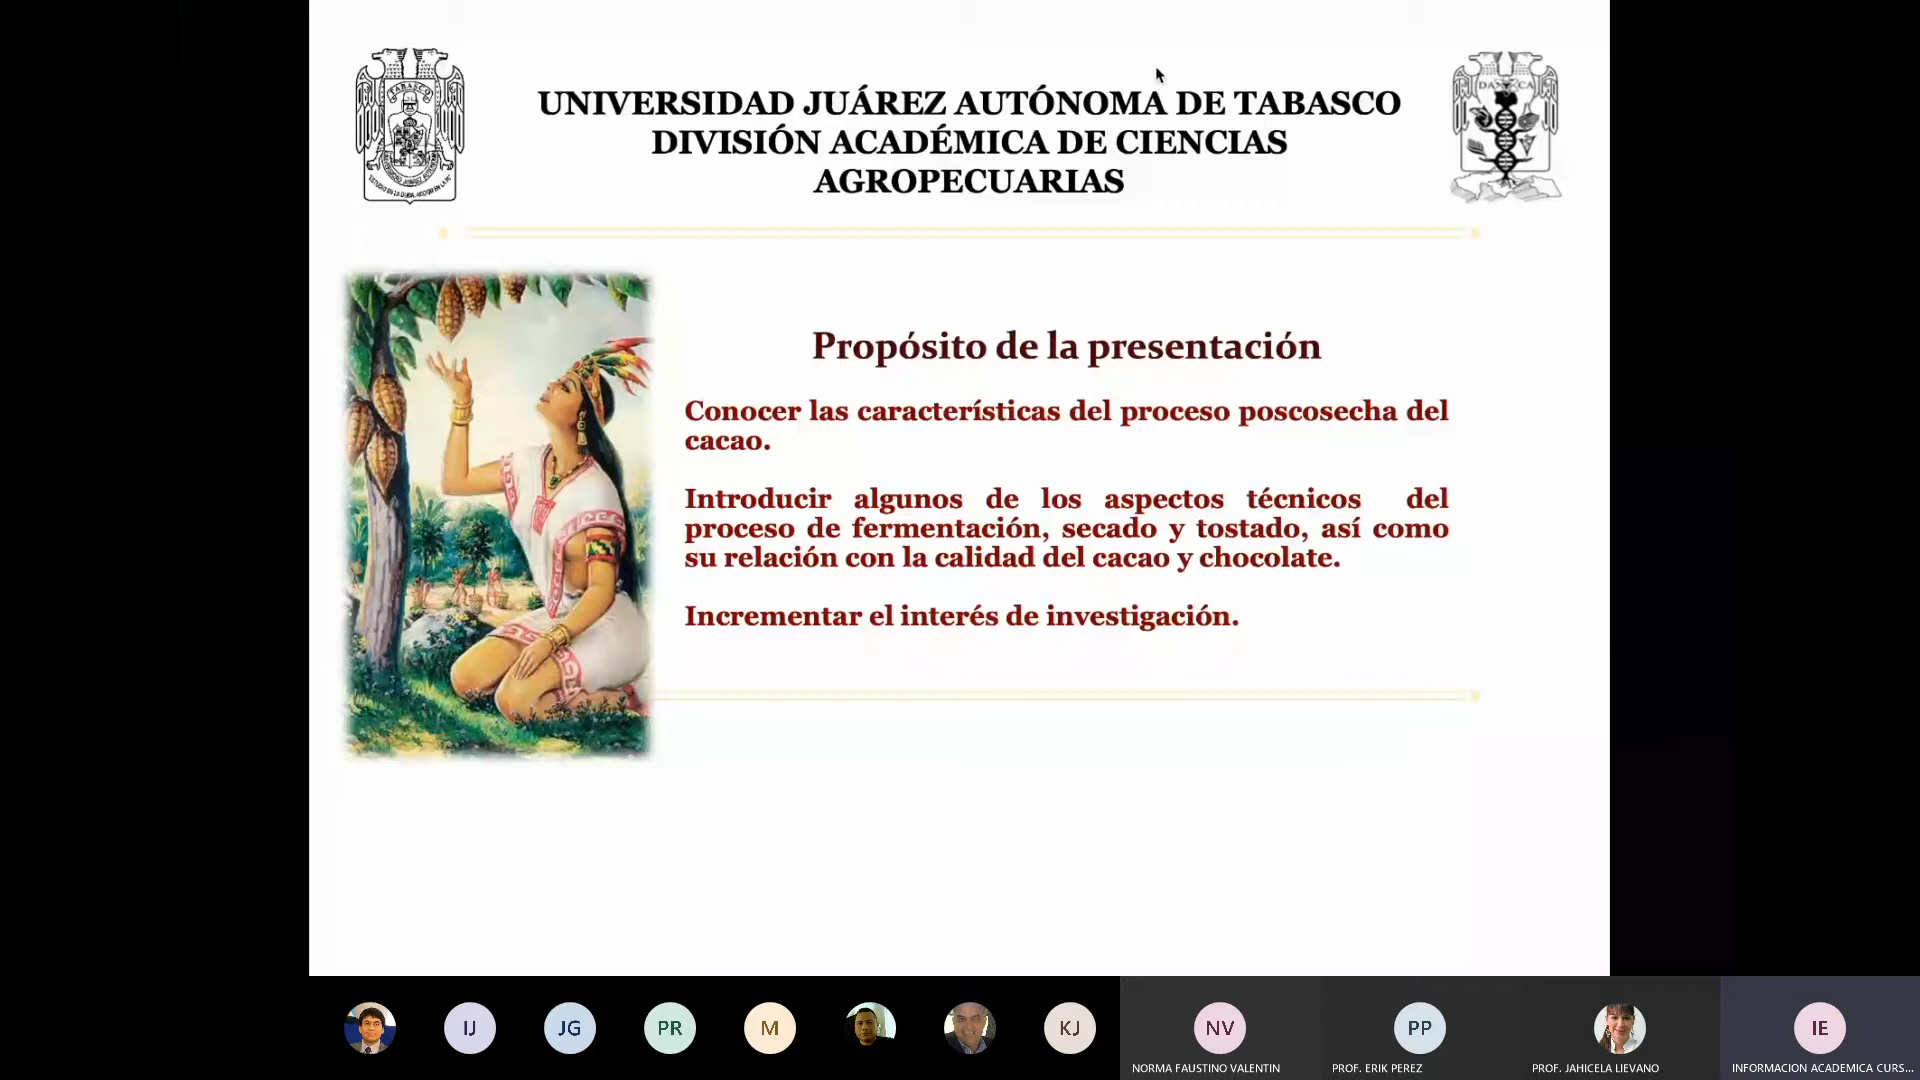 UNIVERSIDAD JUÁREZ AUTÓNOMA DE TABASCO
DIVISIÓN ACADÉMICA DE CIENCIAS
AGROPECUARIAS
TABASCO
Propósito de la presentación
Conocer las características del proceso poscosecha del
cacao.
Introducir algunos de los aspectos técnicos del
proceso de fermentación, secado y tostado, así como
su relación con la calidad del cacao y chocolate.
Incrementar el interés de investigación.
IJ
JG
PR
M
KJ
NV
PP
IE
NORMA FAUSTINO VALENTIN
PROF. ERIK PEREZ
PROF. JAHICELA LIEVANO
INFORMACION ACADEMICA CURS...